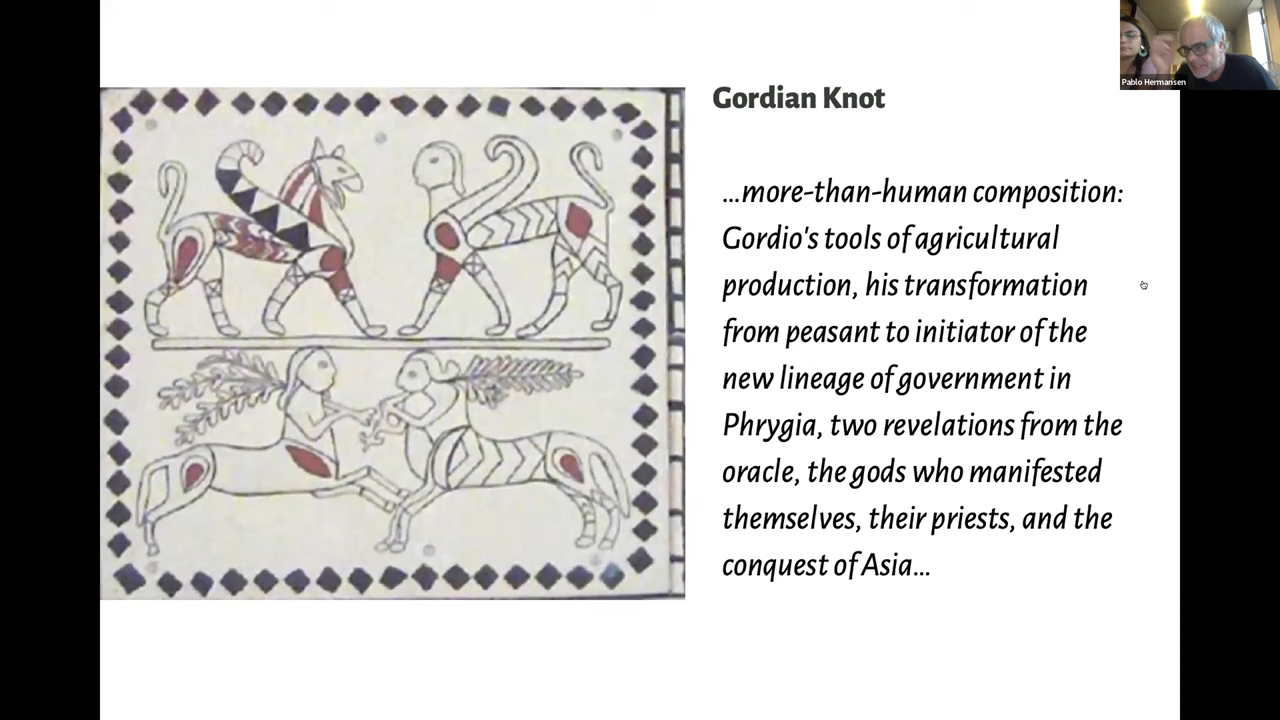 Pablo Hermansen
Gordian Knot
...more-than-human composition:
Gordio's tools of agricultural
production, his transformation
from peasant to initiator of the
new lineage of government in
Phrygia, two revelations from the
oracle, the gods who manifested
themselves, their priests, and the
conquest of Asia...